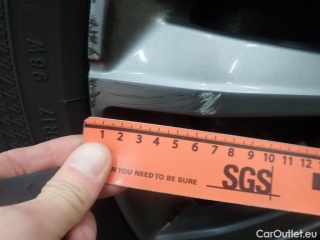 R17 98W
1 2 3 4 5 6 7 8 9 10 11 12
EN YOU NEED TO BE SURE SGS
CarOutlet.eu